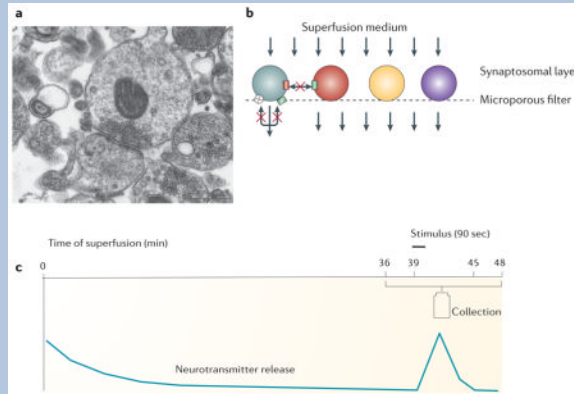 a
b
Superfusion medium
Synaptosomal layer
Microporous filter
Stimulus (90 sec)
Time of superfusion (min)
c
0
36
39
45
48
Collection
Neurotransmitter release